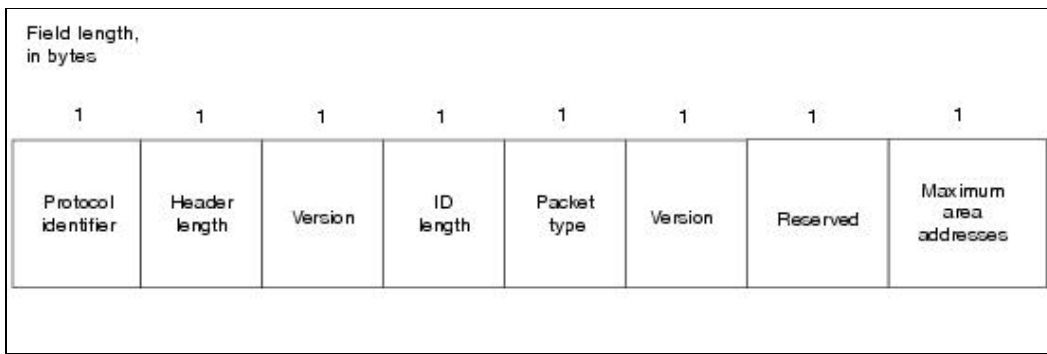 Field length,
in bytes
1 1 1 1 1 1 1 1
Protocol
identifier
Header
length
Version
ID
length
Packet
type
Version
Reserved
Maximum
area
addresses